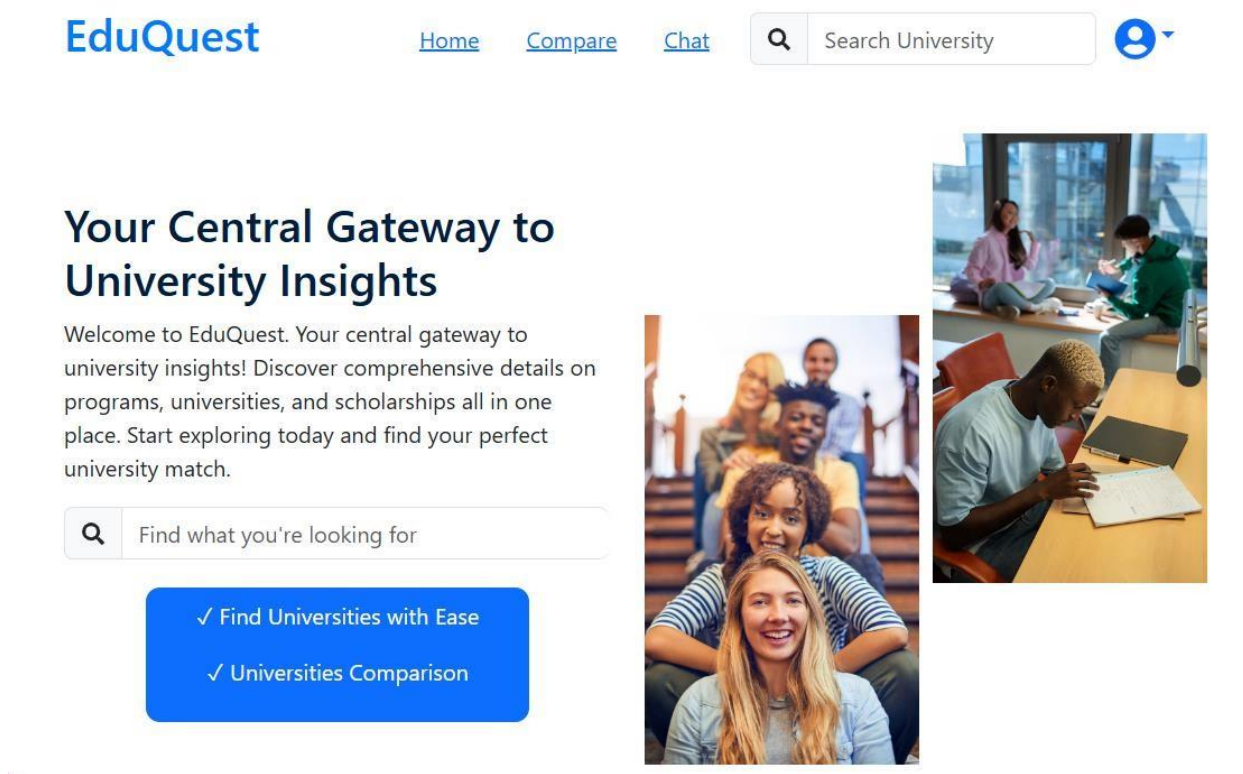 EduQuest
Home Compare Chat Search University
Your Central Gateway to
University Insights
Welcome to EduQuest. Your central gateway to
university insights! Discover comprehensive details on
programs, universities, and scholarships all in one
place. Start exploring today and find your perfect
university match.
Find what you're looking for
✓ Find Universities with Ease
✓ Universities Comparison